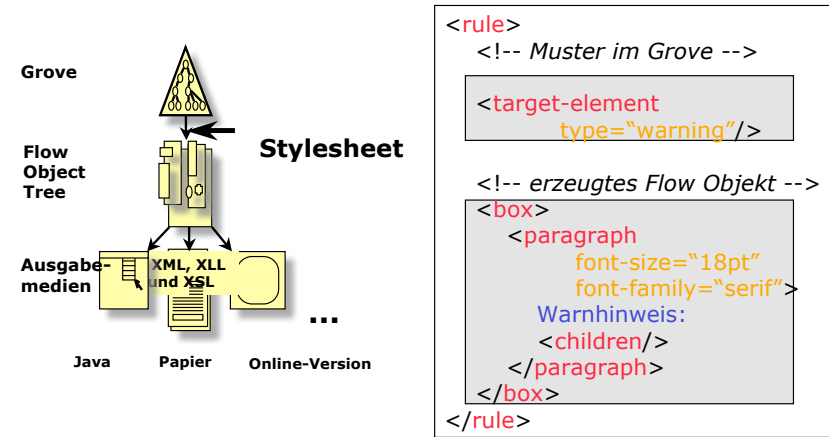 Grove
Stylesheet
Flow
Object
Tree
Ausgabe-
medien
XML, XLL
und XSL
...
Java
Papier
Online-Version
<rule>
<!-- Muster im Grove -->
<target-element
type=“warning”/>
<!-- erzeugtes Flow Objekt -->
<box>
<paragraph
font-size=“18pt”
font-family=“serif”>
Warnhinweis:
<children/>
</paragraph>
</box>
</rule>